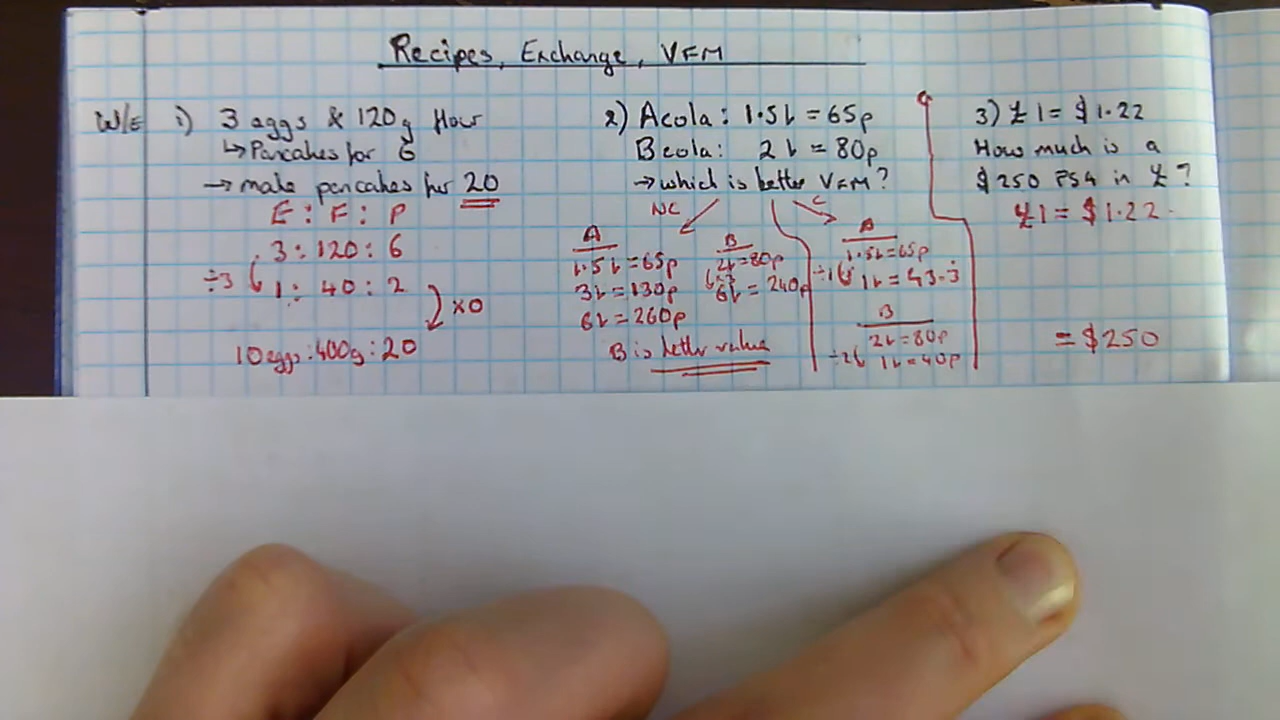 Recipes, Exchange, VFM
W/E 1) 3 eggs & 120g flour
↳ Pancakes for 6
→ make pancakes for 20
E : F : P
3 : 120 : 6
÷3 1 : 40 : 2
×0
10 eggs : 400g : 20
2) A cola : 1.5L = 65p
B cola : 2L = 80p
→ which is better VFM?
NC
A
1.5L = 65p
3L = 130p
6L = 260p
B
2L = 80p
×3
6L = 240p
B is better value
C
A
1.5L = 65p
1L = 43.3̇
B
2L = 80p
÷2 1L = 40p
3) £1 = $1.22
How much is a
$250 PS4 in £?
£1 = $1.22
= $250